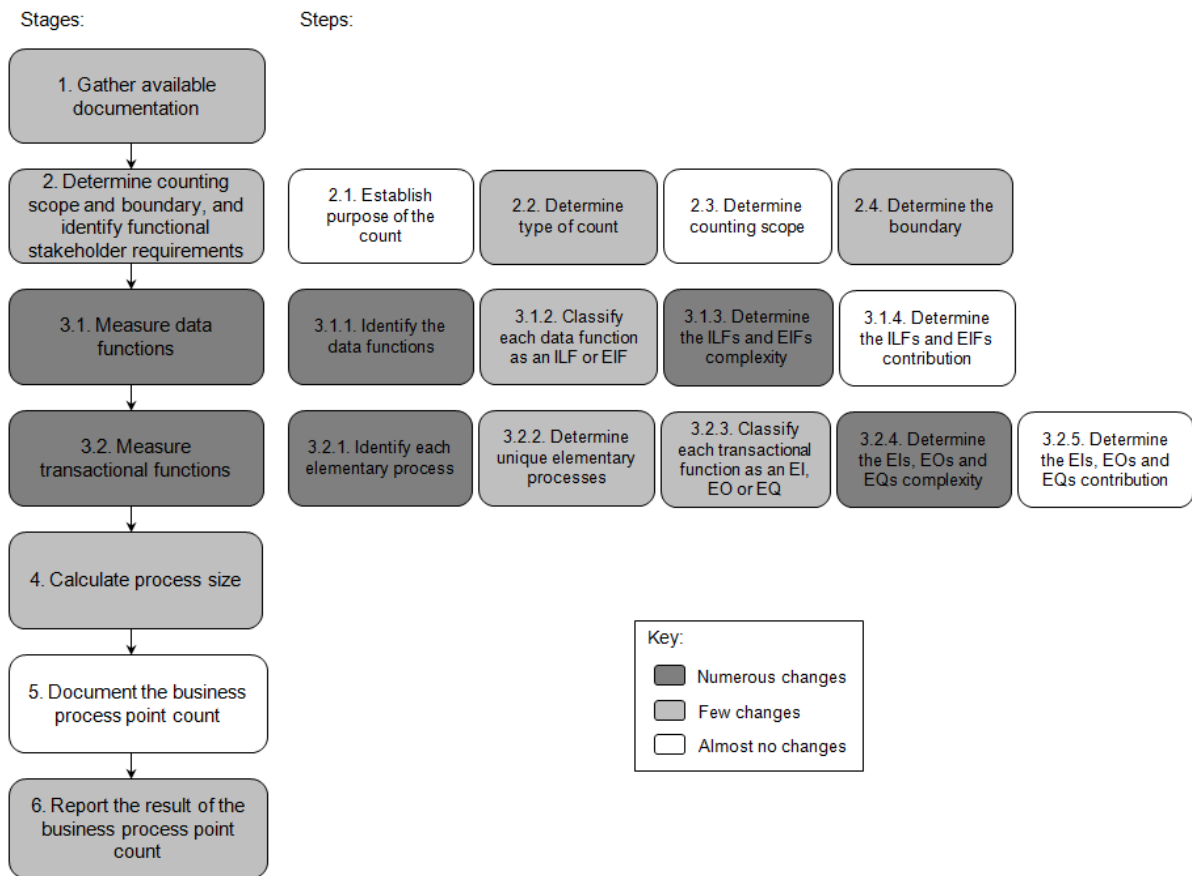 Stages:
Steps:
1. Gather available
documentation
2. Determine counting
scope and boundary, and
identify functional
stakeholder requirements
2.1. Establish
purpose of the
count
2.2. Determine
type of count
2.3. Determine
counting scope
2.4. Determine the
boundary
3.1. Measure data
functions
3.1.1. Identify the
data functions
3.1.2. Classify
each data function
as an ILF or EIF
3.1.3. Determine
the ILFs and EIFs
complexity
3.1.4. Determine
the ILFs and EIFs
contribution
3.2. Measure
transactional functions
3.2.1. Identify each
elementary process
3.2.2. Determine
unique elementary
processes
3.2.3. Classify
each transactional
function as an EI,
EO or EQ
3.2.4. Determine
the EIs, EOs and
EQs complexity
3.2.5. Determine
the EIs, EOs and
EQs contribution
4. Calculate process size
5. Document the business
process point count
6. Report the result of the
business process point
count
Key:
Numerous changes
Few changes
Almost no changes